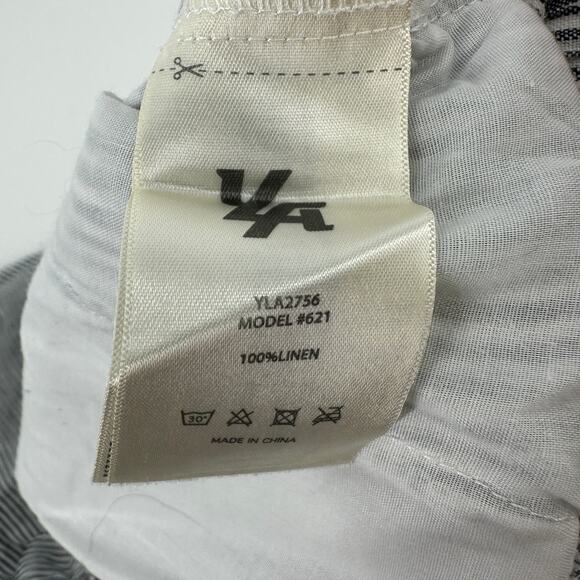 YLA
YLA2756
MODEL #621
100%LINEN
30°
MADE IN CHINA